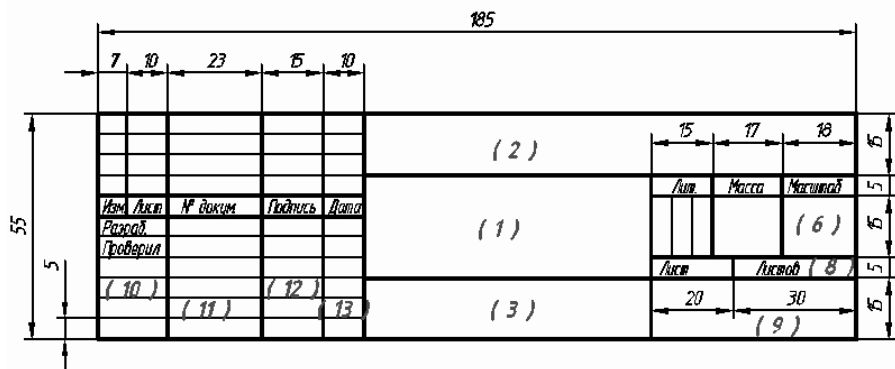 185
7 10 23 15 10
15 17 18 15
( 2 )
Лит. Масса Масштаб 5
Изм. Лист № докум. Подпись Дата
55 ( 1 ) ( 6 ) 15
Разраб.
Проверил
5 Лист Листов ( 8 ) 5
( 10 ) ( 12 )
( 11 ) ( 13 ) ( 3 ) 20 30 15
( 9 )